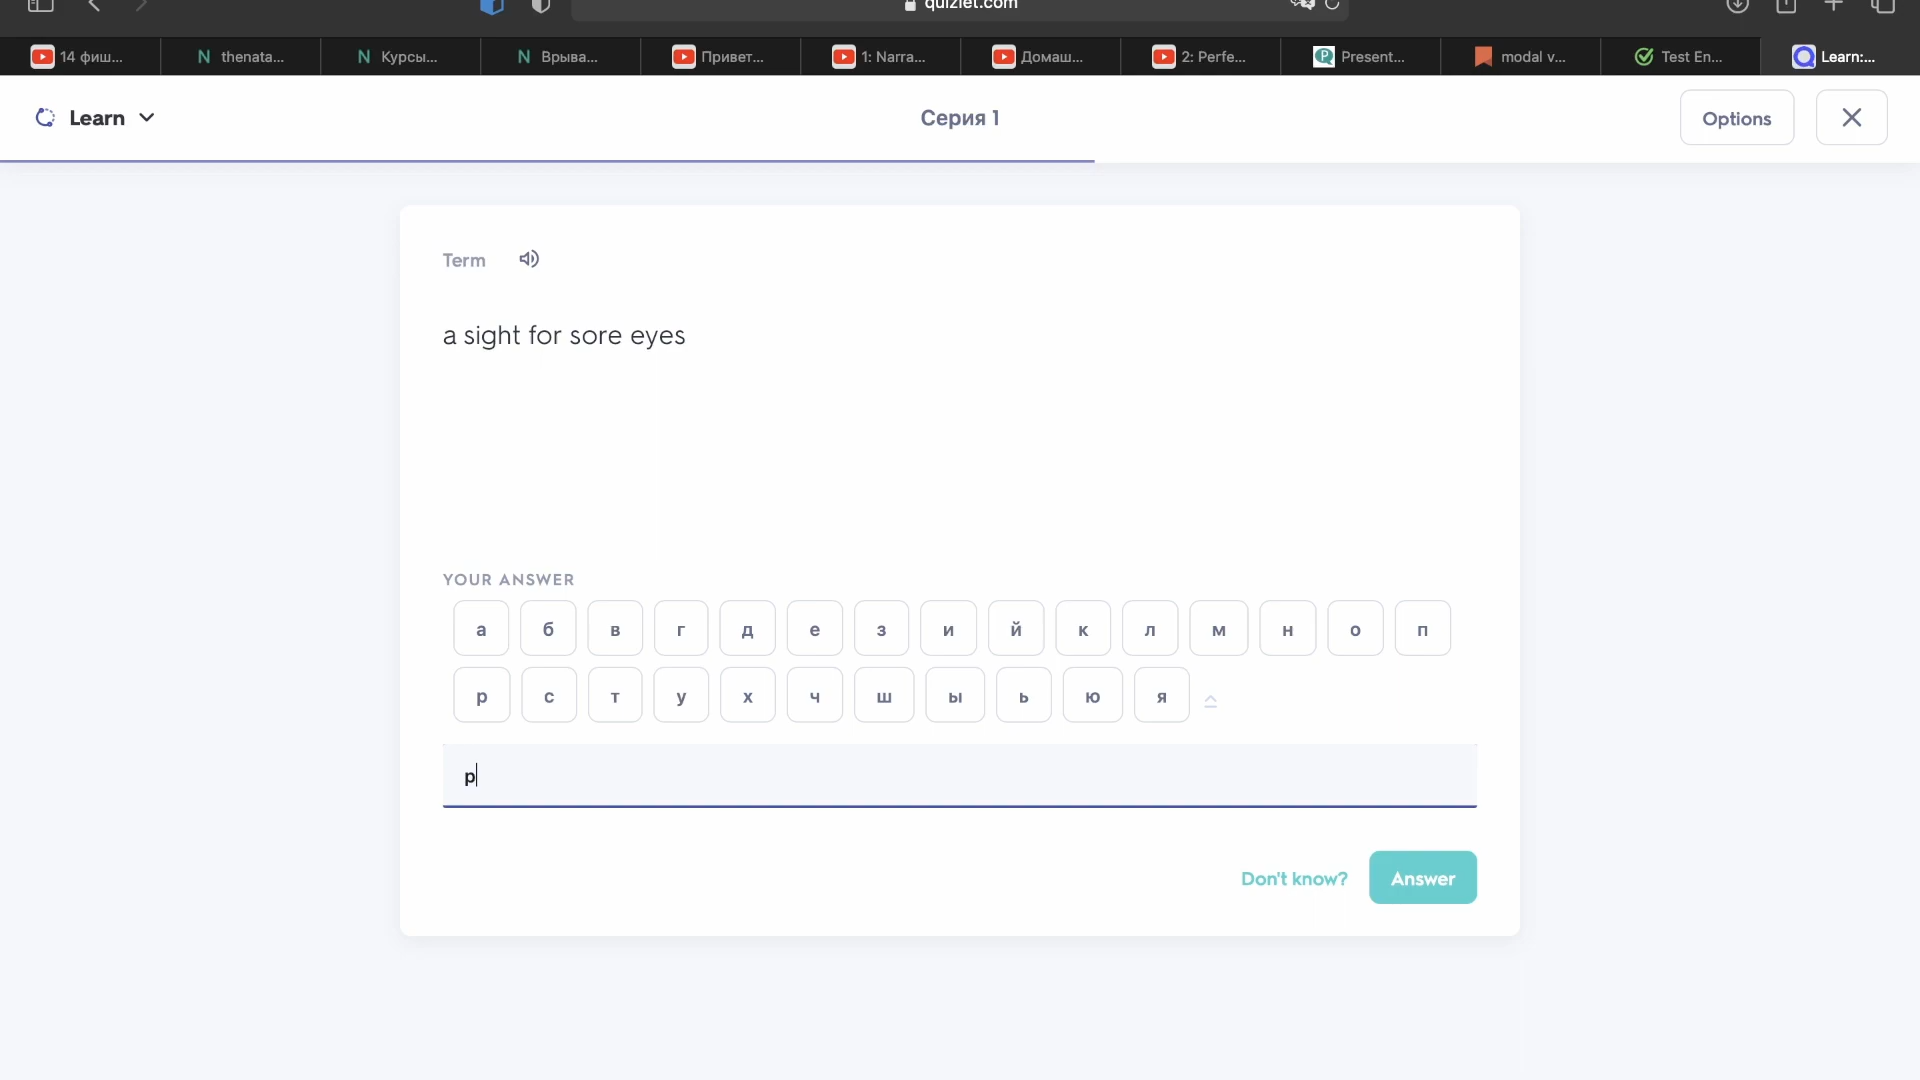 quizlet.com
14 фиш...
thenata...
Курсы...
Врыва...
Привет...
1: Narra...
Домаш...
2: Perfe...
Present...
modal v...
Test En...
Learn:...
Learn
Серия 1
Options
Term
a sight for sore eyes
YOUR ANSWER
а б в г д е з и й к л м н о п
р с т у х ч ш ы ь ю я
р
Don't know?
Answer